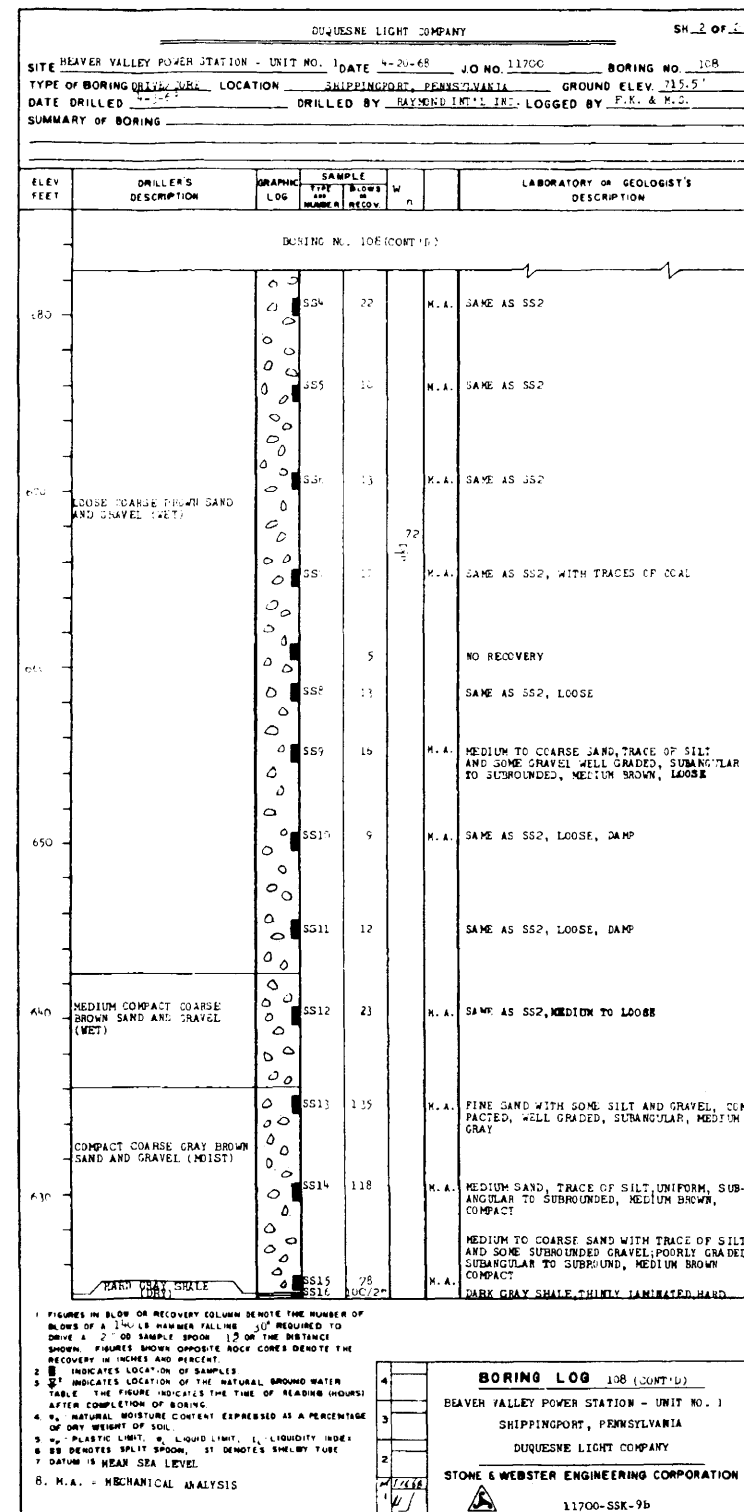 DUQUESNE LIGHT COMPANY
SH. 2 OF
SITE BEAVER VALLEY POWER STATION - UNIT NO. 1 DATE 4-20-68 J.O NO. 11700 BORING NO. 108
TYPE OF BORING DRIVE/CORE LOCATION SHIPPINGPORT, PENNSYLVANIA GROUND ELEV. 715.5'
DATE DRILLED DRILLED BY RAYMOND INT'L INC. LOGGED BY F.K. &
SUMMARY OF BORING
ELEV FEET
DRILLER'S DESCRIPTION
GRAPHIC LOG
SAMPLE
TYPE AND NUMBER
BLOWS OR RECOV.
W n
LABORATORY OR GEOLOGIST'S DESCRIPTION
BORING NO. 108 (CONT'D)
SS4 22 M.A. SAME AS SS2
680
SS5 M.A. SAME AS SS2
SS6 13 M.A. SAME AS SS2
670
LOOSE COARSE BROWN SAND
AND GRAVEL (WET)
72
M.A. SAME AS SS2, WITH TRACES OF COAL
5 NO RECOVERY
SS8 13 SAME AS SS2, LOOSE
SS9 16 M.A. MEDIUM TO COARSE SAND, TRACE OF SILT
AND SOME GRAVEL WELL GRADED, SUBANGULAR
TO SUBROUNDED, MEDIUM BROWN, LOOSE
650
SS10 9 M.A. SAME AS SS2, LOOSE, DAMP
SS11 12 SAME AS SS2, LOOSE, DAMP
640
MEDIUM COMPACT COARSE
BROWN SAND AND GRAVEL
(WET)
SS12 23 M.A. SAME AS SS2, MEDIUM TO LOOSE
SS13 135 M.A. FINE SAND WITH SOME SILT AND GRAVEL, COM
PACTED, WELL GRADED, SUBANGULAR, MEDIUM
GRAY
COMPACT COARSE GRAY BROWN
SAND AND GRAVEL (MOIST)
630
SS14 118 M.A. MEDIUM SAND, TRACE OF SILT, UNIFORM, SUB-
ANGULAR TO SUBROUNDED, MEDIUM BROWN,
COMPACT
MEDIUM TO COARSE SAND WITH TRACE OF SILT
AND SOME SUBROUNDED GRAVEL; POORLY GRADED
SUBANGULAR TO SUBROUND, MEDIUM BROWN
COMPACT
HARD GRAY SHALE
(DRY)
SS15 78 M.A.
SS16 100/2" DARK GRAY SHALE, THINLY LAMINATED, HARD
1 FIGURES IN BLOW OR RECOVERY COLUMN DENOTE THE NUMBER OF
BLOWS OF A 140 LB HAMMER FALLING 30" REQUIRED TO
DRIVE A 2" OD SAMPLE SPOON 12" OR THE DISTANCE
SHOWN. FIGURES SHOWN OPPOSITE ROCK CORES DENOTE THE
RECOVERY IN INCHES AND PERCENT.
2 INDICATES LOCATION OF SAMPLES
3 INDICATES LOCATION OF THE NATURAL GROUND WATER
TABLE THE FIGURE INDICATES THE TIME OF READING (HOURS)
AFTER COMPLETION OF BORING.
4. NATURAL MOISTURE CONTENT EXPRESSED AS A PERCENTAGE
OF DRY WEIGHT OF SOIL.
5 PLASTIC LIMIT, LIQUID LIMIT, LIQUIDITY INDEX
6 SS DENOTES SPLIT SPOON, ST DENOTES SHELBY TUBE
7 DATUM IS MEAN SEA LEVEL
8. M.A. = MECHANICAL ANALYSIS
4
3
2
1
BORING LOG 108 (CONT'D)
BEAVER VALLEY POWER STATION - UNIT NO. 1
SHIPPINGPORT, PENNSYLVANIA
DUQUESNE LIGHT COMPANY
STONE & WEBSTER ENGINEERING CORPORATION
11700-SSK-9b